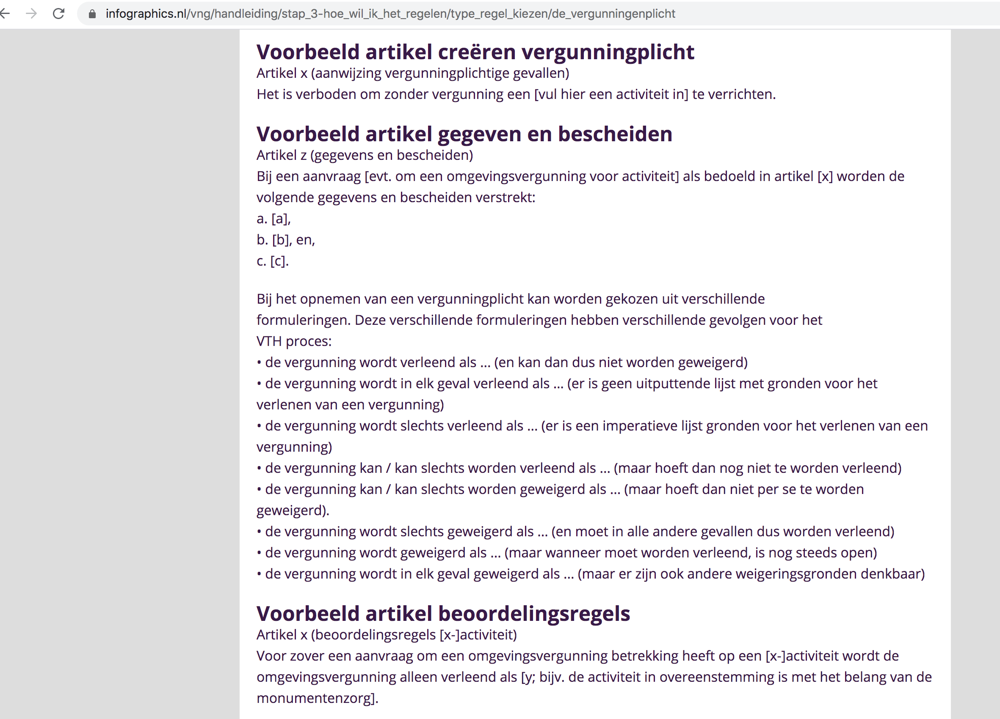 infographics.nl/vng/handleiding/stap_3-hoe_wil_ik_het_regelen/type_regel_kiezen/de_vergunningenplicht
Voorbeeld artikel creëren vergunningplicht
Artikel x (aanwijzing vergunningplichtige gevallen)
Het is verboden om zonder vergunning een [vul hier een activiteit in] te verrichten.
Voorbeeld artikel gegeven en bescheiden
Artikel z (gegevens en bescheiden)
Bij een aanvraag [evt. om een omgevingsvergunning voor activiteit] als bedoeld in artikel [x] worden de
volgende gegevens en bescheiden verstrekt:
a. [a],
b. [b], en,
c. [c].
Bij het opnemen van een vergunningplicht kan worden gekozen uit verschillende
formuleringen. Deze verschillende formuleringen hebben verschillende gevolgen voor het
VTH proces:
• de vergunning wordt verleend als ... (en kan dan dus niet worden geweigerd)
• de vergunning wordt in elk geval verleend als ... (er is geen uitputtende lijst met gronden voor het
verlenen van een vergunning)
• de vergunning wordt slechts verleend als ... (er is een imperatieve lijst gronden voor het verlenen van een
vergunning)
• de vergunning kan / kan slechts worden verleend als ... (maar hoeft dan nog niet te worden verleend)
• de vergunning kan / kan slechts worden geweigerd als ... (maar hoeft dan niet per se te worden
geweigerd).
• de vergunning wordt slechts geweigerd als ... (en moet in alle andere gevallen dus worden verleend)
• de vergunning wordt geweigerd als ... (maar wanneer moet worden verleend, is nog steeds open)
• de vergunning wordt in elk geval geweigerd als ... (maar er zijn ook andere weigeringsgronden denkbaar)
Voorbeeld artikel beoordelingsregels
Artikel x (beoordelingsregels [x-]activiteit)
Voor zover een aanvraag om een omgevingsvergunning betrekking heeft op een [x-]activiteit wordt de
omgevingsvergunning alleen verleend als [y; bijv. de activiteit in overeenstemming is met het belang van de
monumentenzorg].